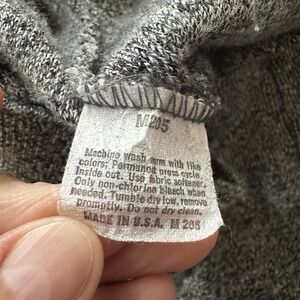 M 205
Machine wash warm with like
colors; Permanent press cycle.
Inside out. Use fabric softener.
Only non-chlorine bleach when
needed. Tumble dry low, remove
promptly. Do not dry clean.
MADE IN U.S.A. M 205